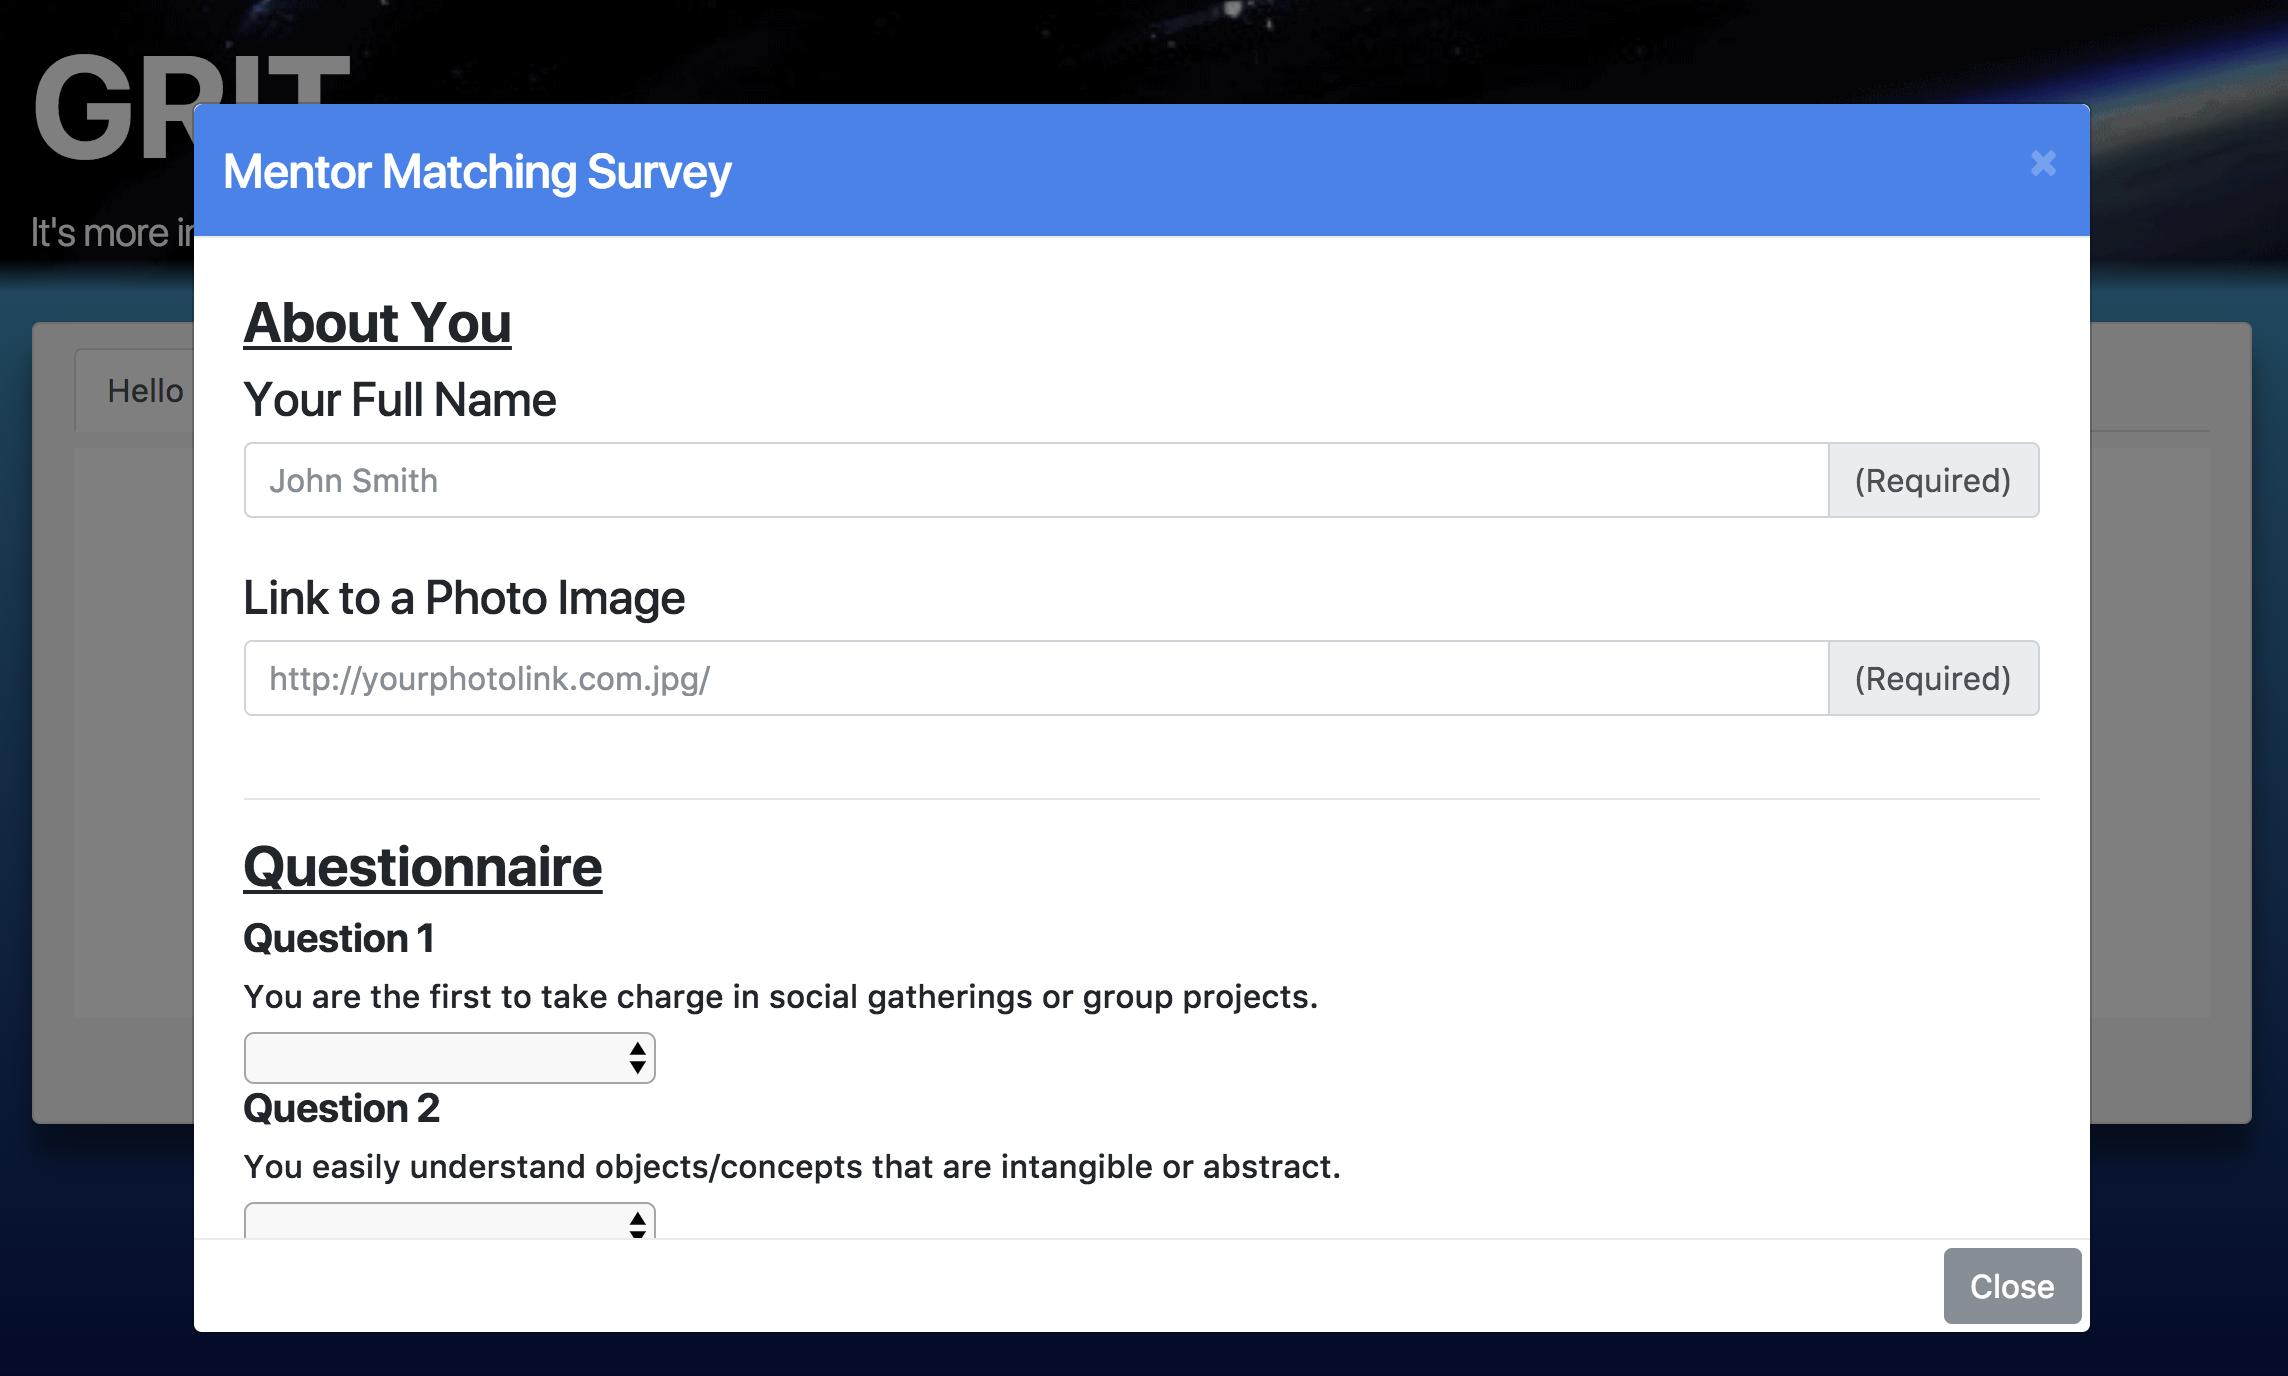 GRIT
It's more
Mentor Matching Survey
×
Hello
About You
Your Full Name
John Smith
(Required)
Link to a Photo Image
http://yourphotolink.com.jpg/
(Required)
Questionnaire
Question 1
You are the first to take charge in social gatherings or group projects.
Question 2
You easily understand objects/concepts that are intangible or abstract.
Close